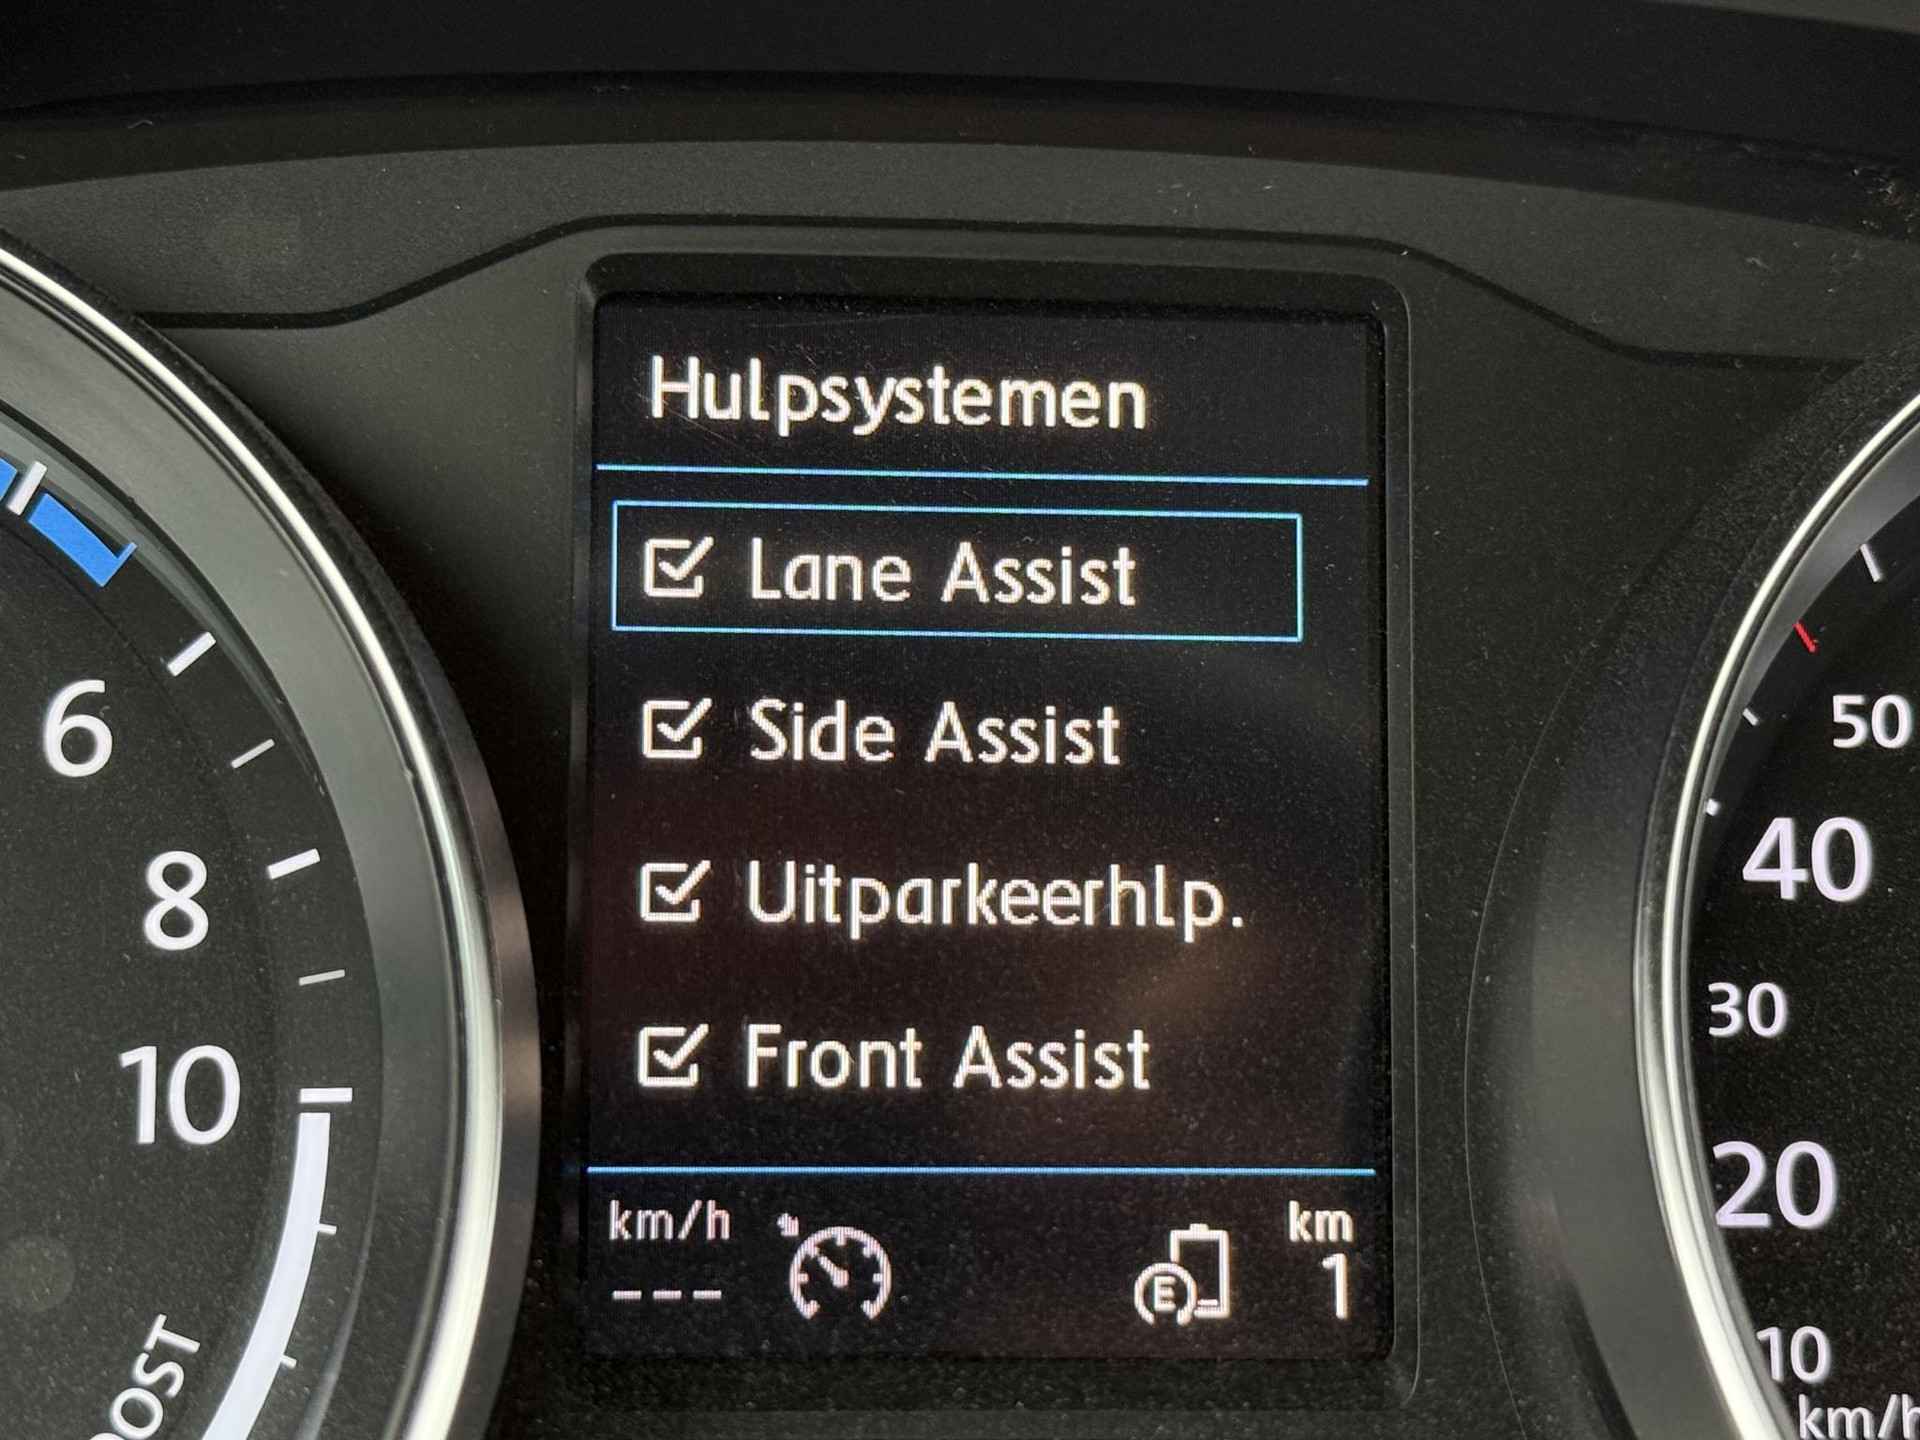 Hulpsystemen
Lane Assist
Side Assist
Uitparkeerhlp.
Front Assist
km/h
---
E
km
1
6
8
10
50
40
30
20
10
km/h